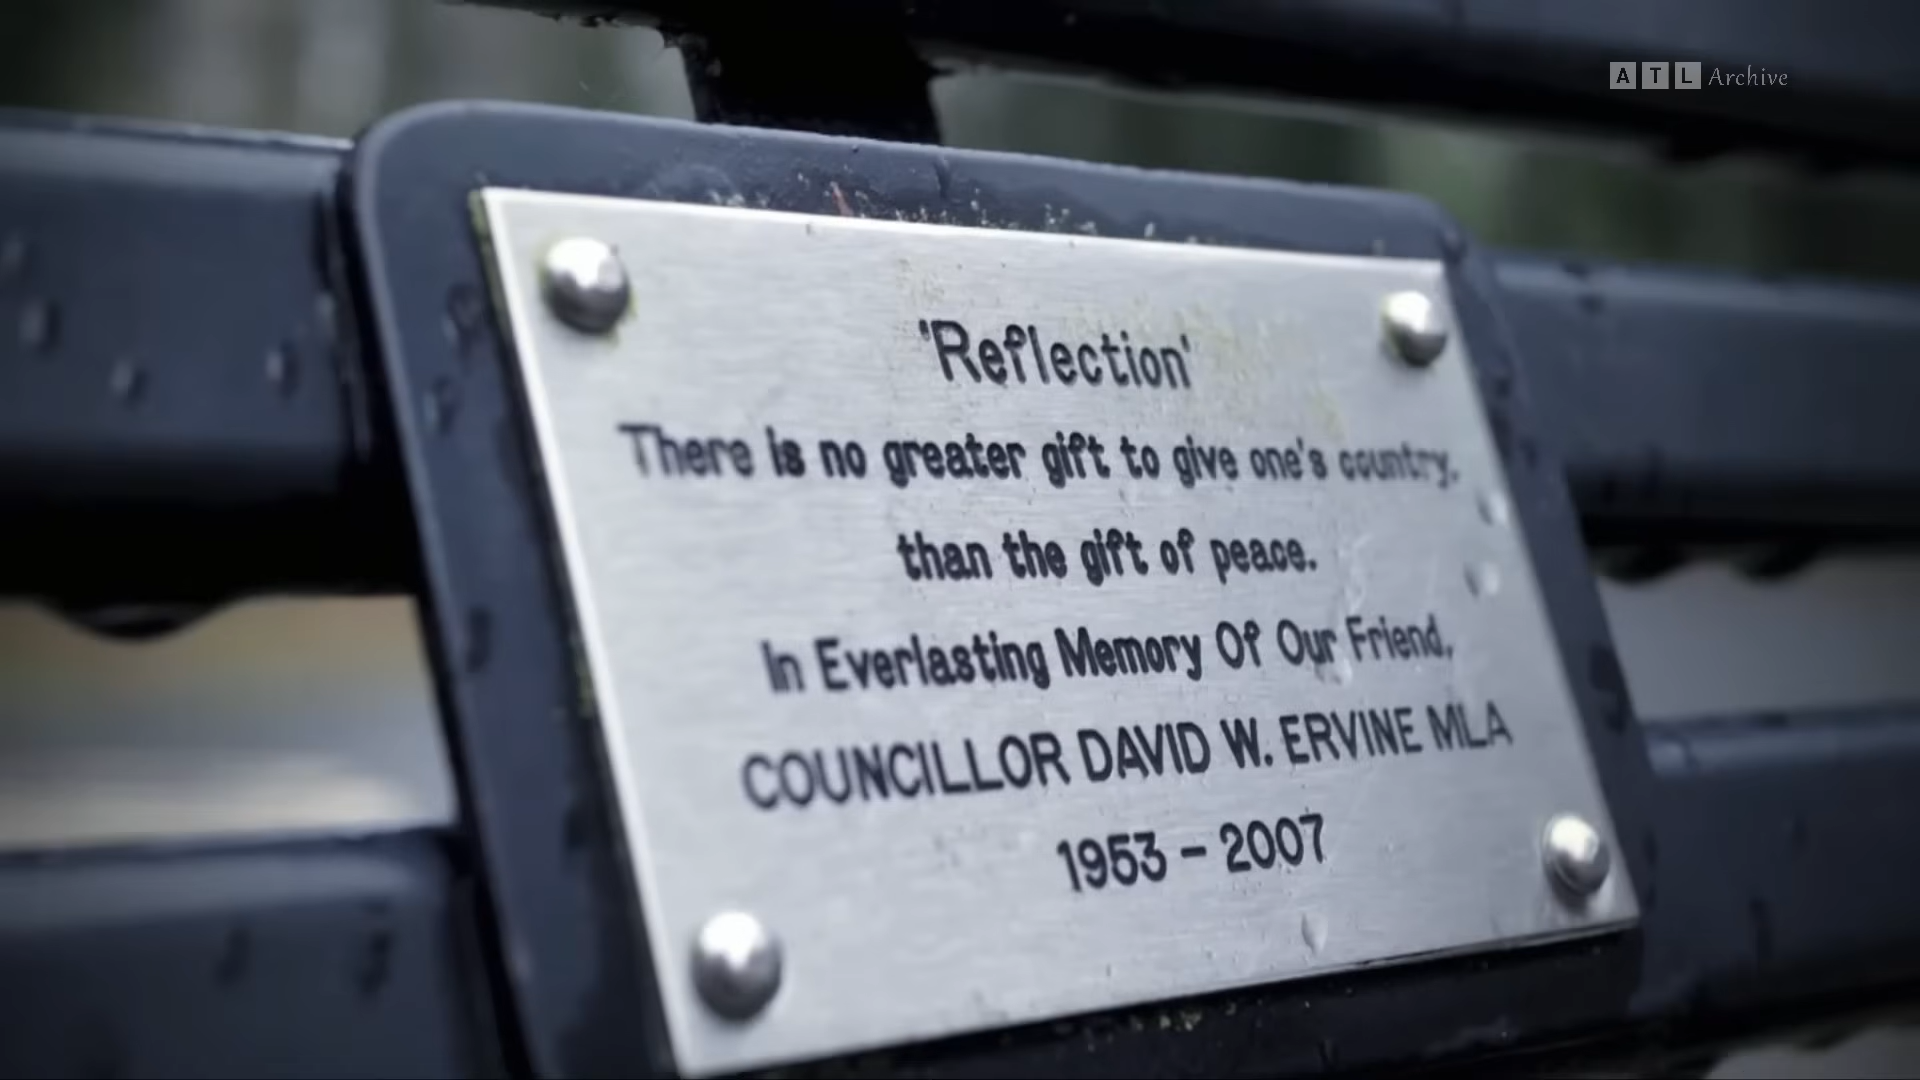 ATL Archive
'Reflection'
There is no greater gift to give one's country.
than the gift of peace.
In Everlasting Memory Of Our Friend,
COUNCILLOR DAVID W. ERVINE MLA
1953 – 2007